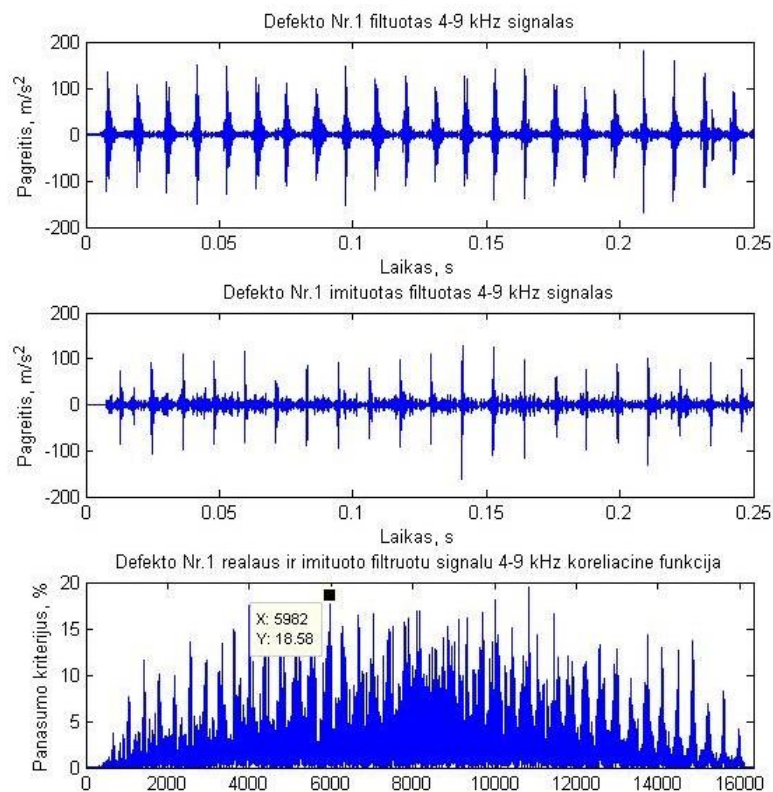 Defekto Nr.1 filtuotas 4-9 kHz signalas
200
100
0
-100
-200
Pagreitis, m/s²
0 0.05 0.1 0.15 0.2 0.25
Laikas, s
Defekto Nr.1 imituotas filtuotas 4-9 kHz signalas
200
100
0
-100
-200
Pagreitis, m/s²
0 0.05 0.1 0.15 0.2 0.25
Laikas, s
Defekto Nr.1 realaus ir imituoto filtruotu signalu 4-9 kHz koreliacine funkcija
20
15
10
5
0
Panasumo kriterijus, %
X: 5982
Y: 18.58
0 2000 4000 6000 8000 10000 12000 14000 16000